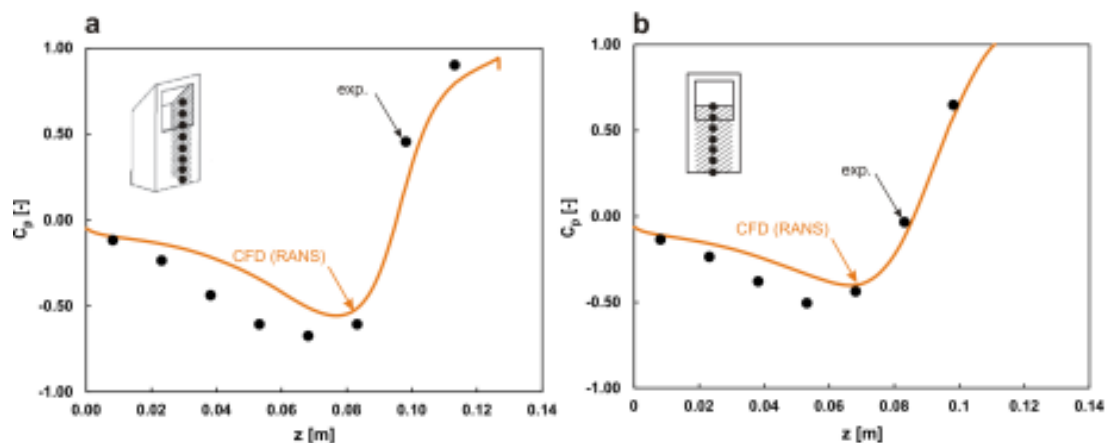 a
1.00
0.50
0.00
-0.50
-1.00
Cp [-]
exp.
CFD (RANS)
0.00 0.02 0.04 0.06 0.08 0.10 0.12 0.14
z [m]
b
1.00
0.50
0.00
-0.50
-1.00
Cp [-]
exp.
CFD (RANS)
0 0.02 0.04 0.06 0.08 0.1 0.12 0.14
z [m]